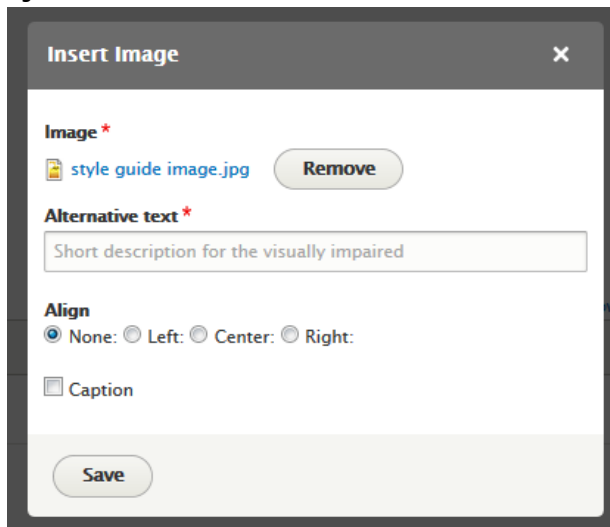 Insert Image ×
Image *
style guide image.jpg Remove
Alternative text *
Short description for the visually impaired
Align
None: Left: Center: Right:
Caption
Save